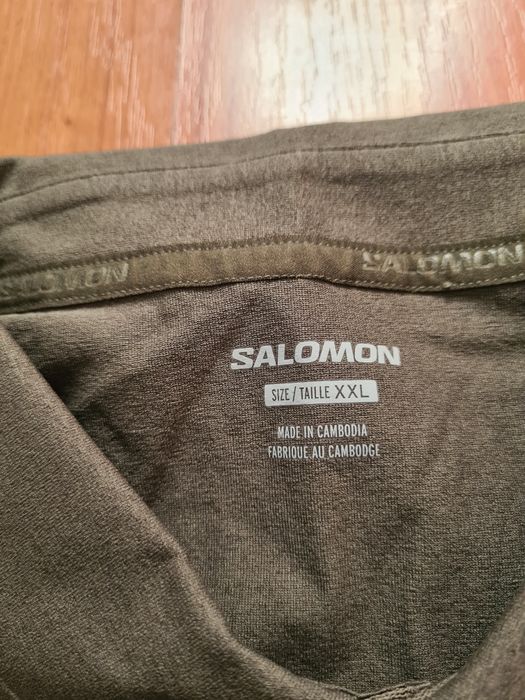 SALOMON SALOMON
SALOMON
SIZE / TAILLE XXL
MADE IN CAMBODIA
FABRIQUE AU CAMBODGE